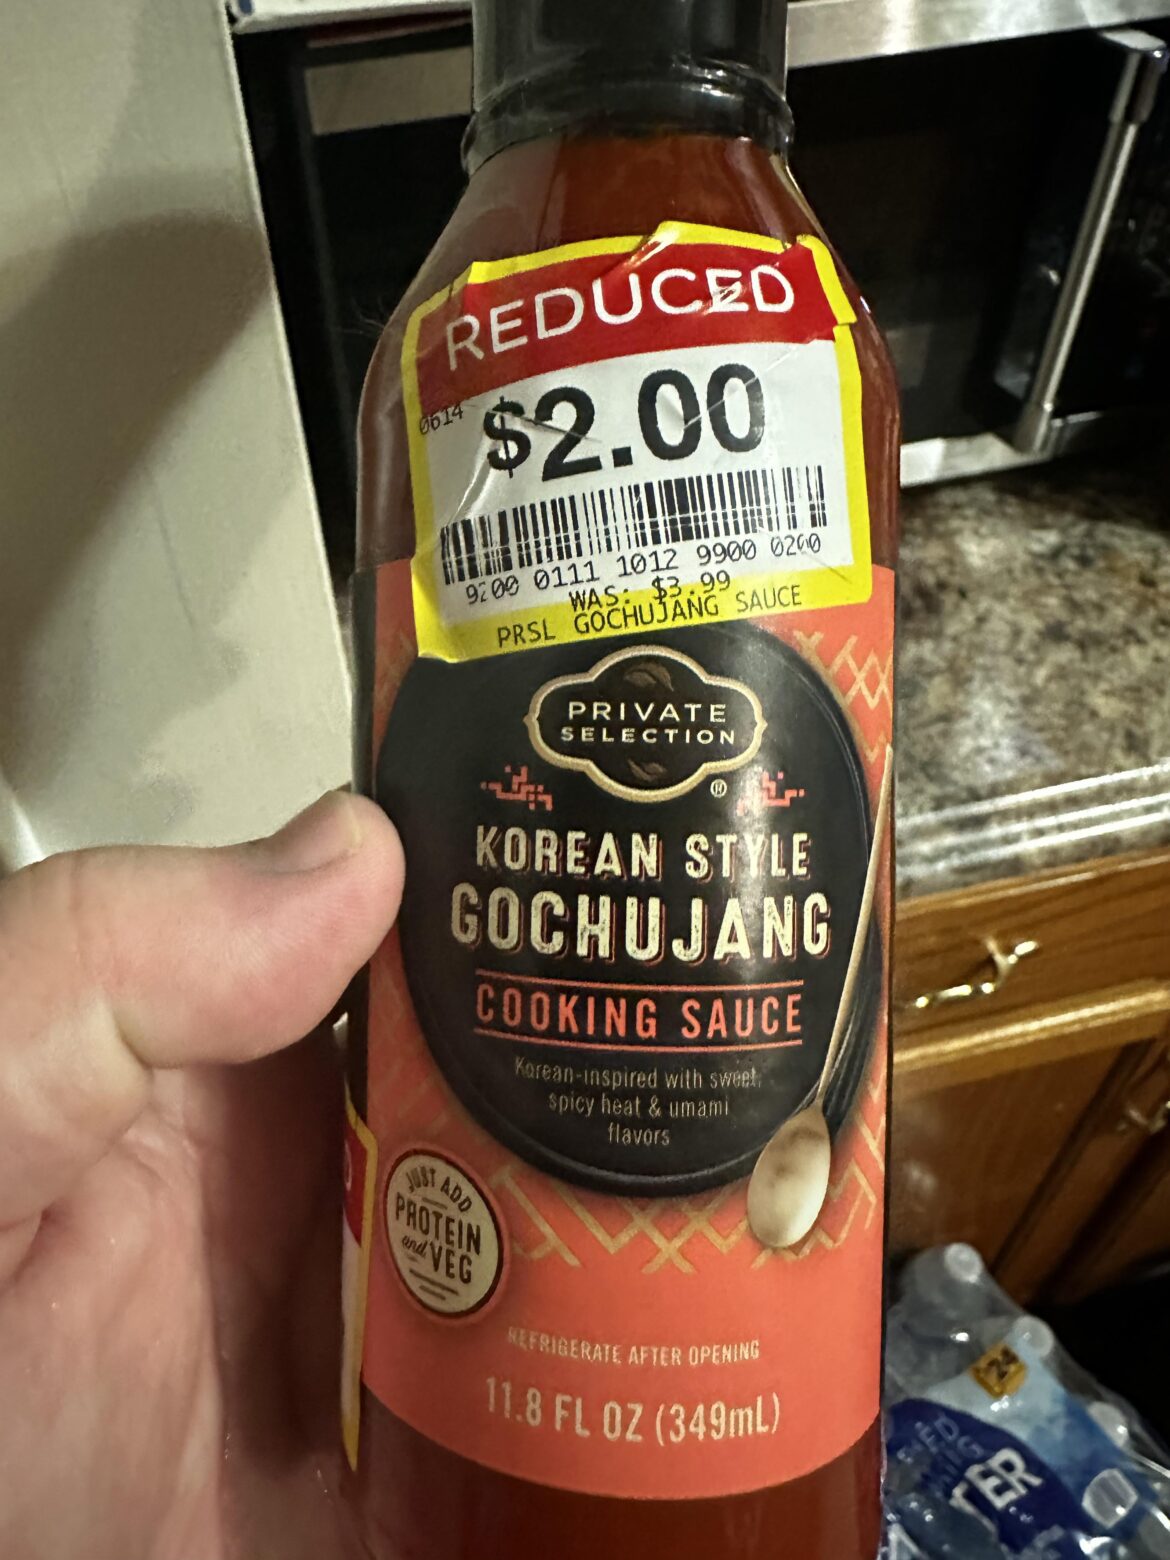 REDUCED
0614
$2.00
9200 0111 1012 9900 0200
WAS: $3.99
PRSL GOCHUJANG SAUCE
PRIVATE
SELECTION
®
KOREAN STYLE
GOCHUJANG
COOKING SAUCE
Korean-inspired with sweet,
spicy heat & umami
flavors
JUST ADD
PROTEIN
and VEG
REFRIGERATE AFTER OPENING
11.8 FL OZ (349mL)
24